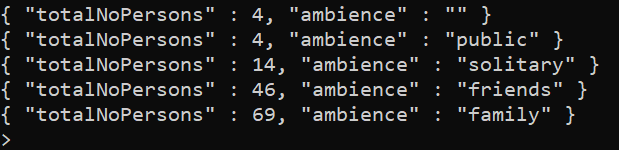 { "totalNoPersons" : 4, "ambience" : "" }
{ "totalNoPersons" : 4, "ambience" : "public" }
{ "totalNoPersons" : 14, "ambience" : "solitary" }
{ "totalNoPersons" : 46, "ambience" : "friends" }
{ "totalNoPersons" : 69, "ambience" : "family" }
>